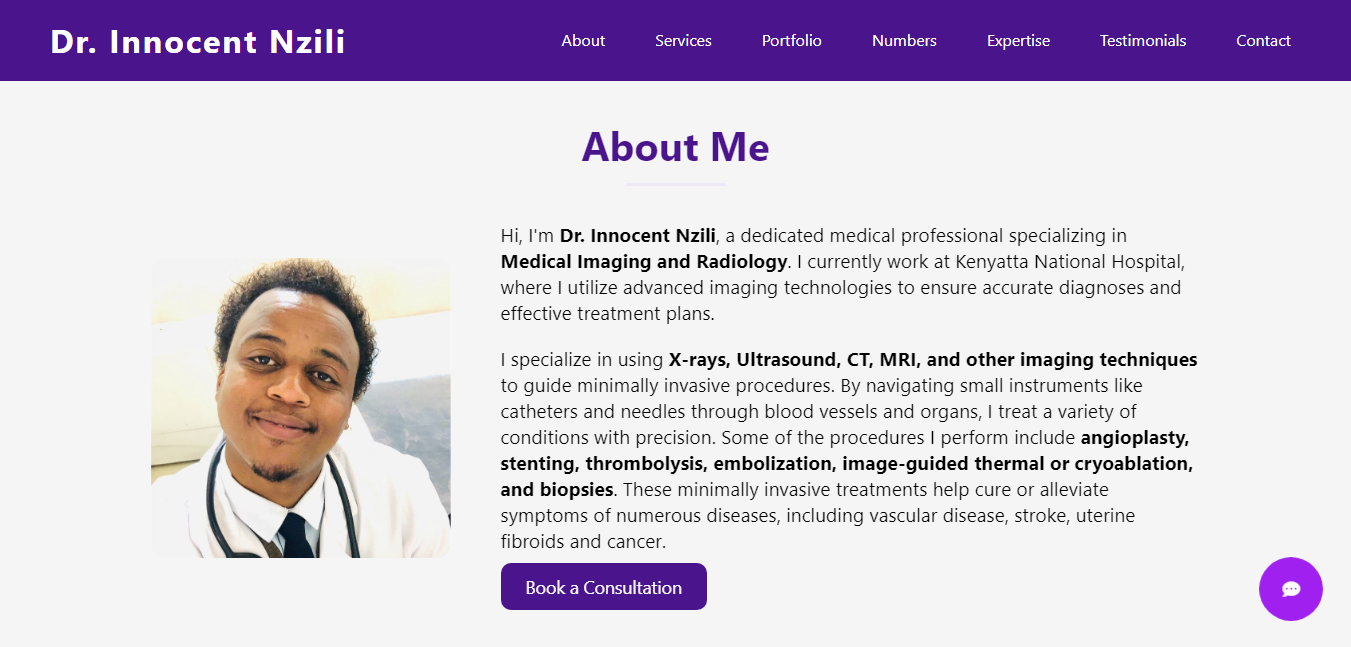 Dr. Innocent Nzili
About
Services
Portfolio
Numbers
Expertise
Testimonials
Contact
About Me
Hi, I'm Dr. Innocent Nzili, a dedicated medical professional specializing in
Medical Imaging and Radiology. I currently work at Kenyatta National Hospital,
where I utilize advanced imaging technologies to ensure accurate diagnoses and
effective treatment plans.
I specialize in using X-rays, Ultrasound, CT, MRI, and other imaging techniques
to guide minimally invasive procedures. By navigating small instruments like
catheters and needles through blood vessels and organs, I treat a variety of
conditions with precision. Some of the procedures I perform include angioplasty,
stenting, thrombolysis, embolization, image-guided thermal or cryoablation,
and biopsies. These minimally invasive treatments help cure or alleviate
symptoms of numerous diseases, including vascular disease, stroke, uterine
fibroids and cancer.
Book a Consultation